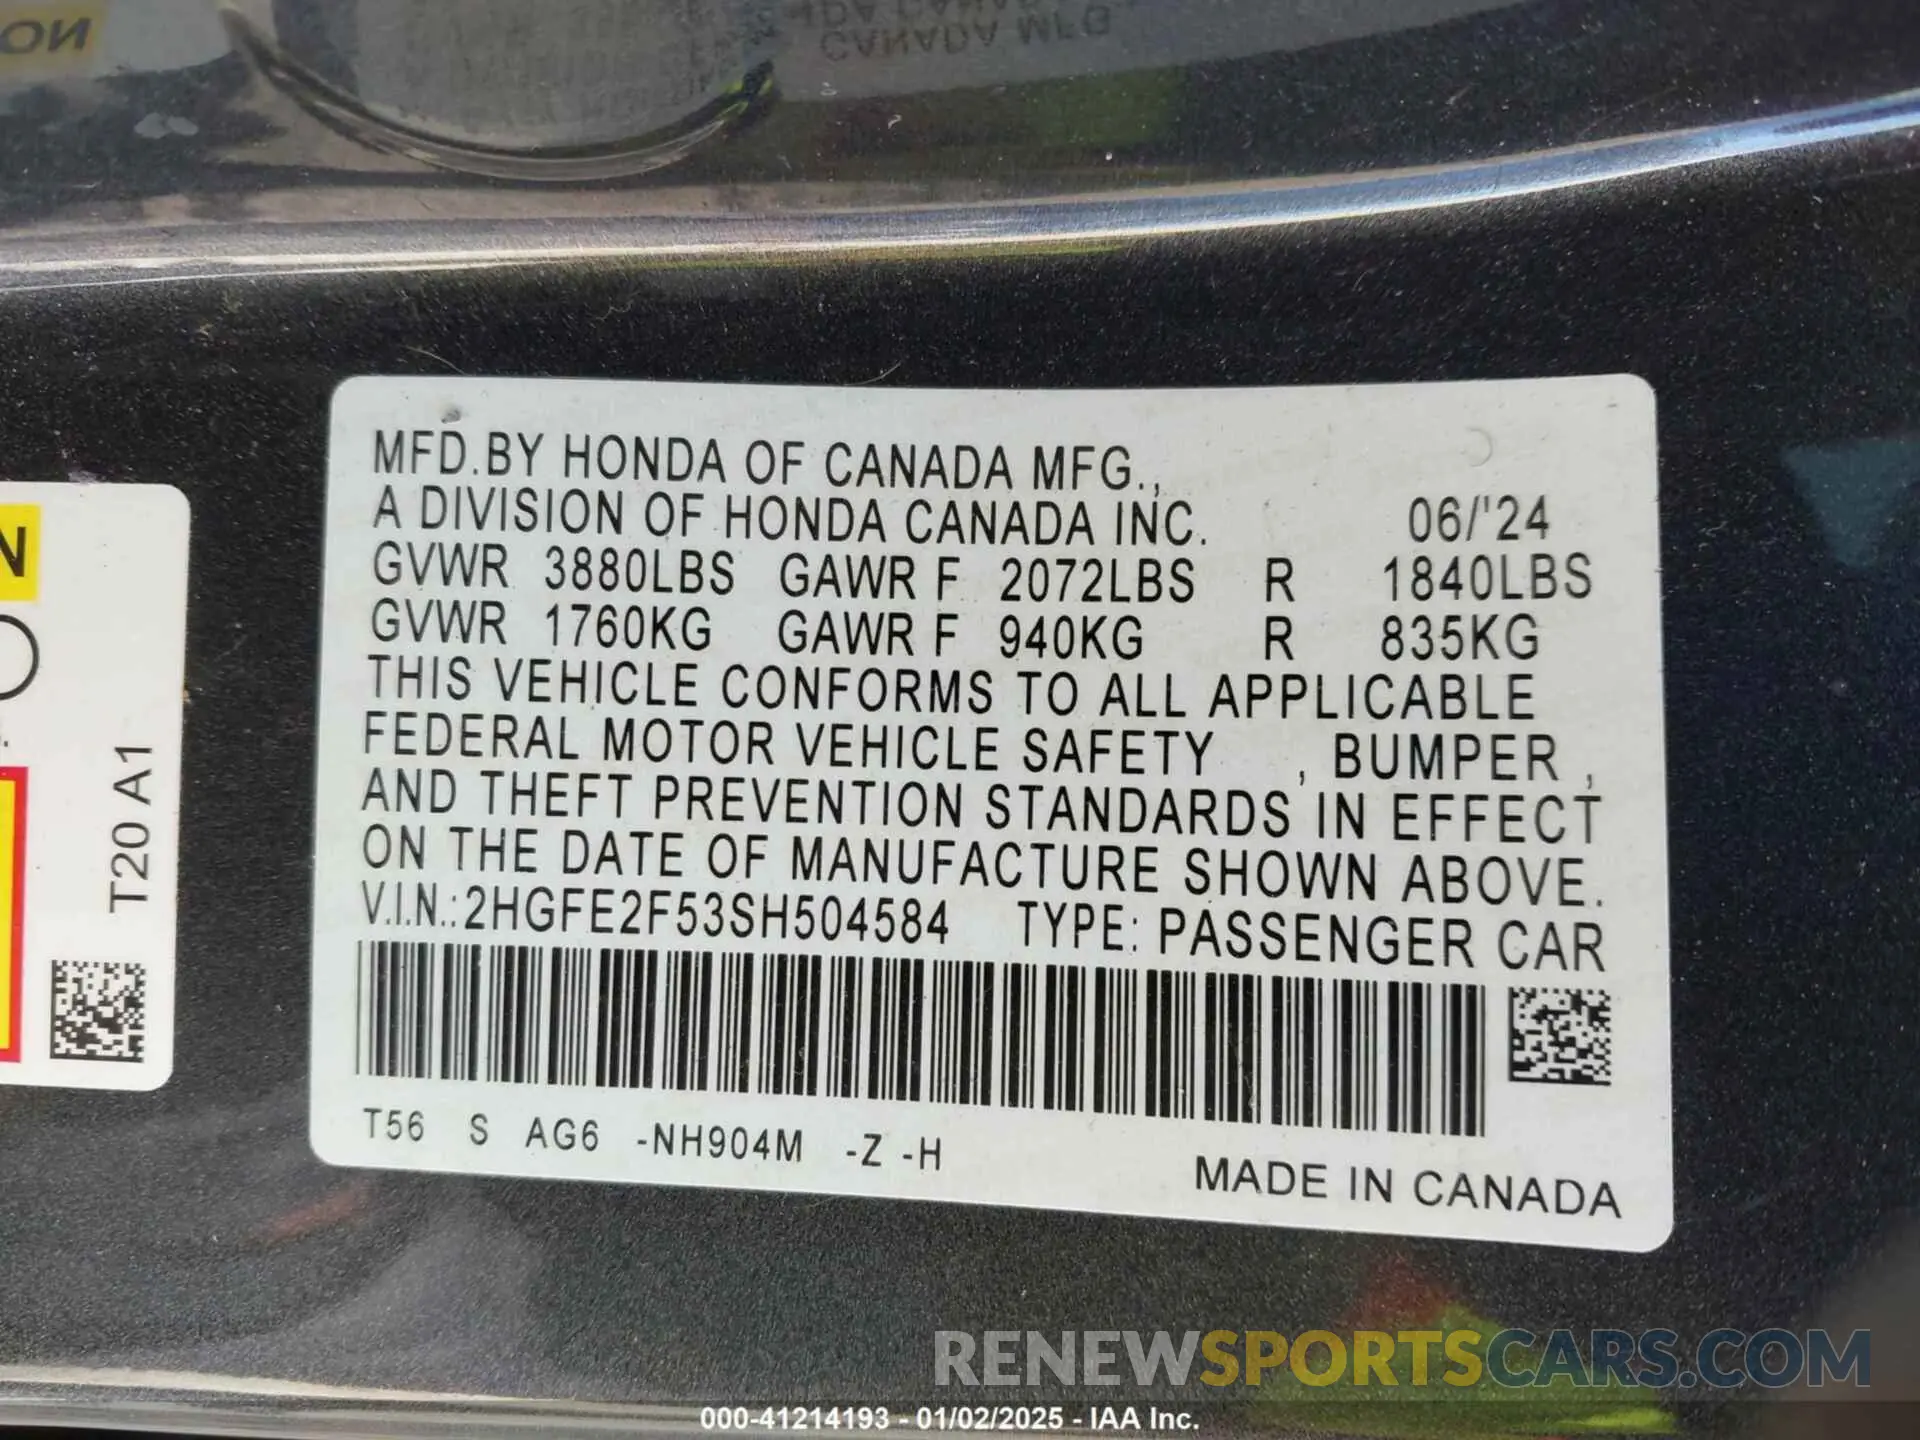 MFD.BY HONDA OF CANADA MFG.,
A DIVISION OF HONDA CANADA INC. 06/'24
GVWR 3880LBS GAWR F 2072LBS R 1840LBS
GVWR 1760KG GAWR F 940KG R 835KG
THIS VEHICLE CONFORMS TO ALL APPLICABLE
FEDERAL MOTOR VEHICLE SAFETY , BUMPER ,
AND THEFT PREVENTION STANDARDS IN EFFECT
ON THE DATE OF MANUFACTURE SHOWN ABOVE.
V.I.N.:2HGFE2F53SH504584 TYPE: PASSENGER CAR
T56 S AG6 -NH904M -Z -H
MADE IN CANADA
T20 A1
RENEWSPORTSCARS.COM
000-41214193 - 01/02/2025 - IAA Inc.